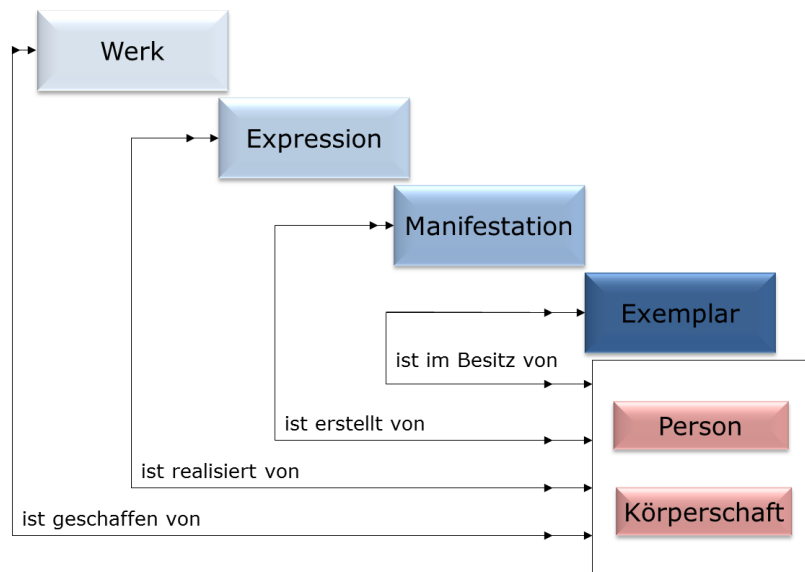 Werk
Expression
Manifestation
Exemplar
ist im Besitz von
Person
ist erstellt von
ist realisiert von
Körperschaft
ist geschaffen von